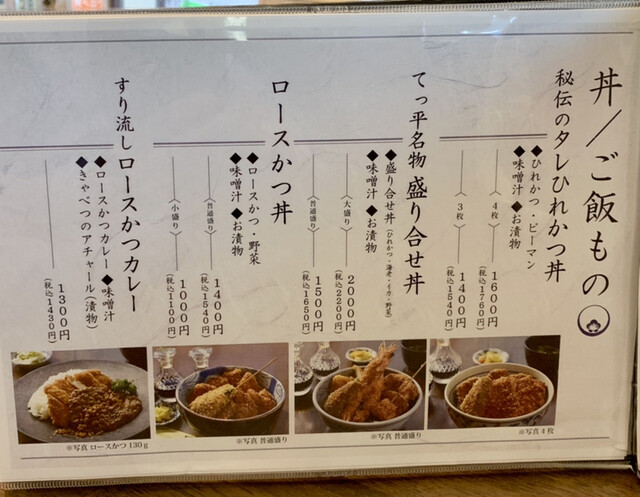 丼／ご飯もの
秘伝のタレひれかつ丼
◆ひれかつ・ピーマン
◆味噌汁 ◆お漬物
〈4枚〉
1600円
（税込1760円）
〈3枚〉
1400円
（税込1540円）
てっ平名物 盛り合せ丼
◆盛り合せ丼（ひれかつ・海老・イカ・野菜）
◆味噌汁 ◆お漬物
〈大盛り〉
2000円
（税込2200円）
〈普通盛り〉
1500円
（税込1650円）
ロースかつ丼
◆ロースかつ・野菜
◆味噌汁 ◆お漬物
〈普通盛り〉
1400円
（税込1540円）
〈小盛り〉
1000円
（税込1100円）
すり流しロースかつカレー
◆ロースかつカレー ◆味噌汁
◆きゃべつのアチャール（漬物）
1300円
（税込1430円）
※写真 ロースかつ 130g
※写真 普通盛り
※写真 普通盛り
※写真 4枚